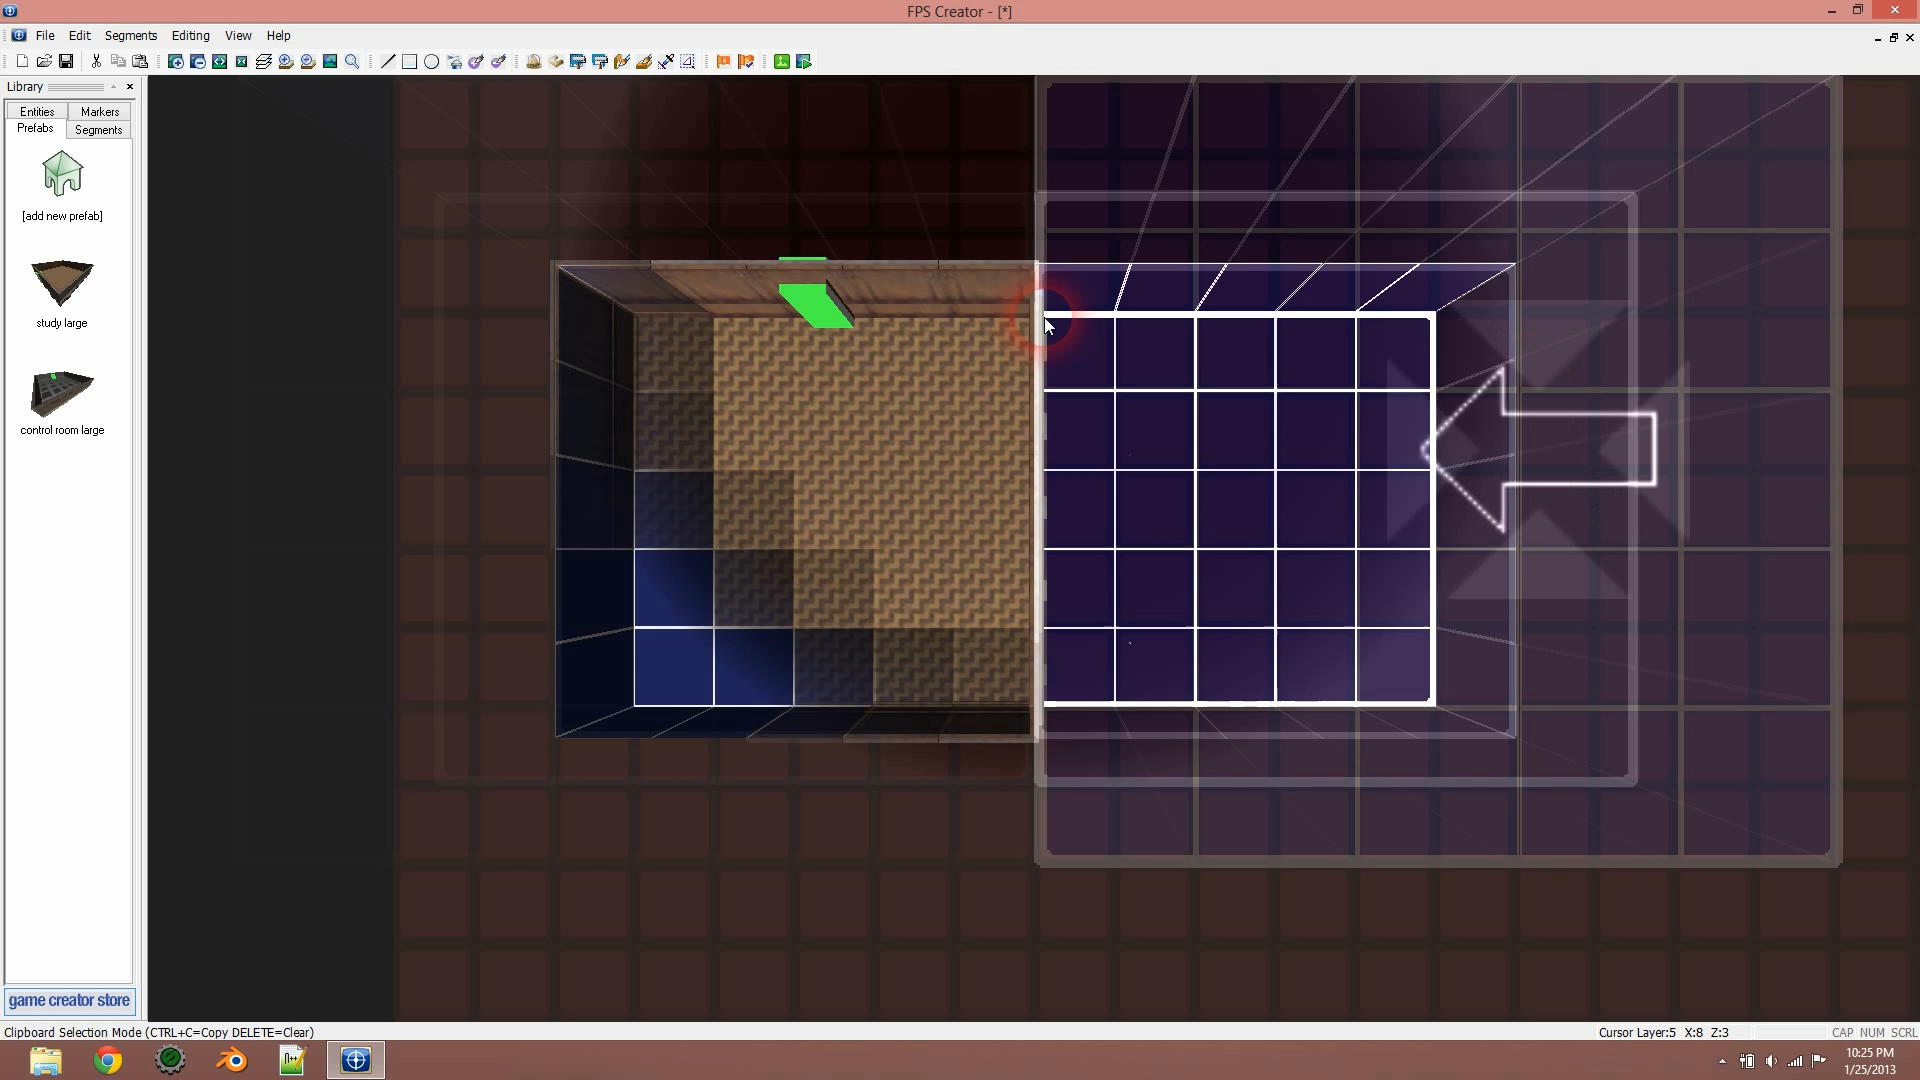 FPS Creator - [*]
File Edit Segments Editing View Help
Library
Entities Markers
Prefabs Segments
[add new prefab]
study large
control room large
game creator store
Clipboard Selection Mode (CTRL+C=Copy DELETE=Clear)
Cursor Layer:5 X:8 Z:3
CAP NUM SCRL
10:25 PM
1/25/2013